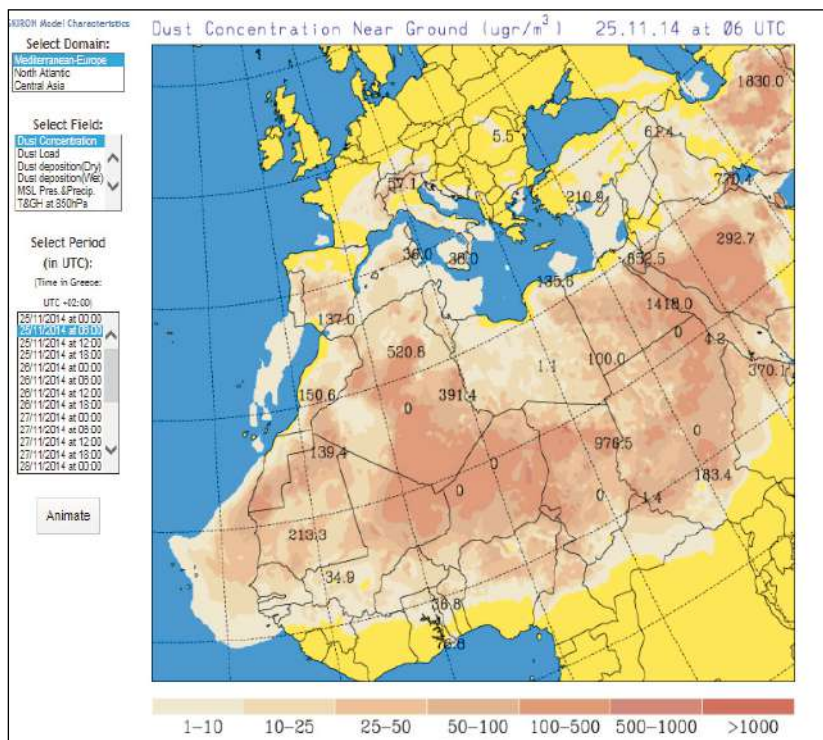 SKIRON Model Characteristics
Dust Concentration Near Ground (ugr/m³) 25.11.14 at 06 UTC
Select Domain:
Mediterranean-Europe
North Atlantic
Central Asia
Select Field:
Dust Concentration
Dust Load
Dust deposition(Dry)
Dust deposition(Wet)
MSL Pres.&Precip.
T&GH at 850hPa
Select Period
(in UTC):
(Time in Greece:
UTC +02:00)
25/11/2014 at 00:00
25/11/2014 at 06:00
25/11/2014 at 12:00
25/11/2014 at 18:00
26/11/2014 at 00:00
26/11/2014 at 06:00
26/11/2014 at 12:00
26/11/2014 at 18:00
27/11/2014 at 00:00
27/11/2014 at 06:00
27/11/2014 at 12:00
27/11/2014 at 18:00
28/11/2014 at 00:00
Animate
1830.0
5.5
61.4
57.1
770.4
210.9
292.7
36.0
38.0
652.5
135.6
1418.0
137.0
0
4.2
520.6
1.1
100.0
370.1
150.6
391.4
0
0
139.4
976.5
0
183.4
0
0
1.4
213.3
34.9
36.8
76.8
1-10 10-25 25-50 50-100 100-500 500-1000 >1000